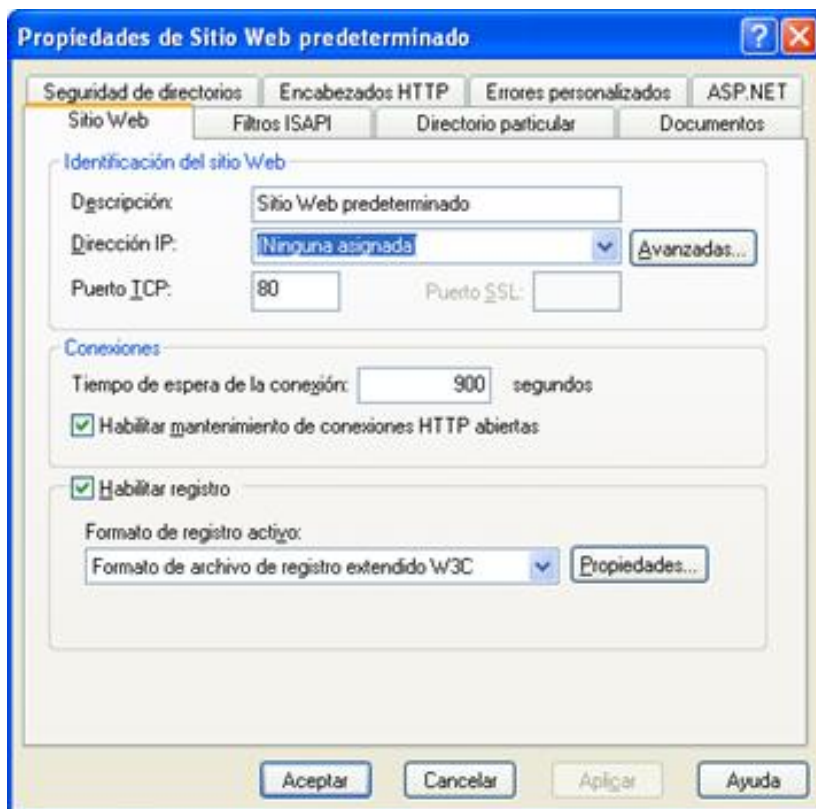 Propiedades de Sitio Web predeterminado
Seguridad de directorios Encabezados HTTP Errores personalizados ASP.NET
Sitio Web Filtros ISAPI Directorio particular Documentos
Identificación del sitio Web
Descripción: Sitio Web predeterminado
Dirección IP: (Ninguna asignada) Avanzadas...
Puerto TCP: 80 Puerto SSL:
Conexiones
Tiempo de espera de la conexión: 900 segundos
Habilitar mantenimiento de conexiones HTTP abiertas
Habilitar registro
Formato de registro activo:
Formato de archivo de registro extendido W3C Propiedades...
Aceptar Cancelar Aplicar Ayuda